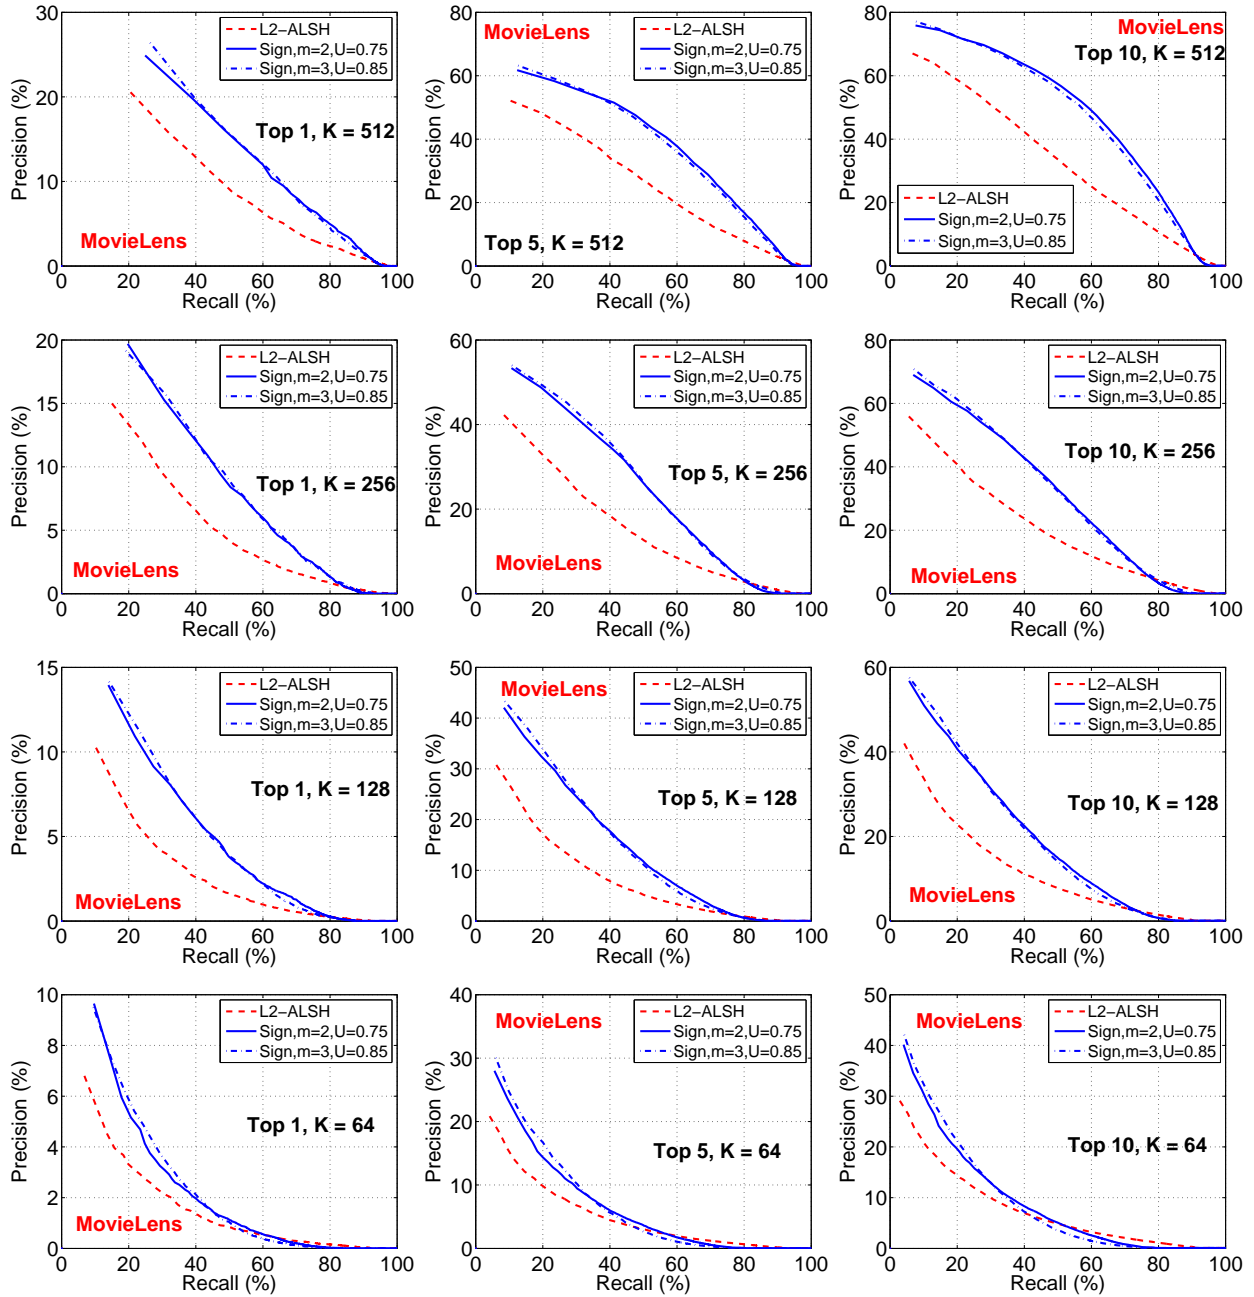 Precision (%)
30
20
10
0
0 20 40 60 80 100
Recall (%)
L2−ALSH
Sign,m=2,U=0.75
Sign,m=3,U=0.85
Top 1, K = 512
MovieLens
Precision (%)
80
60
40
20
0
0 20 40 60 80 100
Recall (%)
MovieLens
L2−ALSH
Sign,m=2,U=0.75
Sign,m=3,U=0.85
Top 5, K = 512
Precision (%)
80
60
40
20
0
0 20 40 60 80 100
Recall (%)
MovieLens
Top 10, K = 512
L2−ALSH
Sign,m=2,U=0.75
Sign,m=3,U=0.85
Precision (%)
20
15
10
5
0
0 20 40 60 80 100
Recall (%)
L2−ALSH
Sign,m=2,U=0.75
Sign,m=3,U=0.85
Top 1, K = 256
MovieLens
Precision (%)
60
40
20
0
0 20 40 60 80 100
Recall (%)
L2−ALSH
Sign,m=2,U=0.75
Sign,m=3,U=0.85
Top 5, K = 256
MovieLens
Precision (%)
80
60
40
20
0
0 20 40 60 80 100
Recall (%)
L2−ALSH
Sign,m=2,U=0.75
Sign,m=3,U=0.85
Top 10, K = 256
MovieLens
Precision (%)
15
10
5
0
0 20 40 60 80 100
Recall (%)
L2−ALSH
Sign,m=2,U=0.75
Sign,m=3,U=0.85
Top 1, K = 128
MovieLens
Precision (%)
50
40
30
20
10
0
0 20 40 60 80 100
Recall (%)
MovieLens
L2−ALSH
Sign,m=2,U=0.75
Sign,m=3,U=0.85
Top 5, K = 128
Precision (%)
60
40
20
0
0 20 40 60 80 100
Recall (%)
L2−ALSH
Sign,m=2,U=0.75
Sign,m=3,U=0.85
Top 10, K = 128
MovieLens
Precision (%)
10
8
6
4
2
0
0 20 40 60 80 100
Recall (%)
L2−ALSH
Sign,m=2,U=0.75
Sign,m=3,U=0.85
Top 1, K = 64
MovieLens
Precision (%)
40
30
20
10
0
0 20 40 60 80 100
Recall (%)
MovieLens
L2−ALSH
Sign,m=2,U=0.75
Sign,m=3,U=0.85
Top 5, K = 64
Precision (%)
50
40
30
20
10
0
0 20 40 60 80 100
Recall (%)
MovieLens
L2−ALSH
Sign,m=2,U=0.75
Sign,m=3,U=0.85
Top 10, K = 64